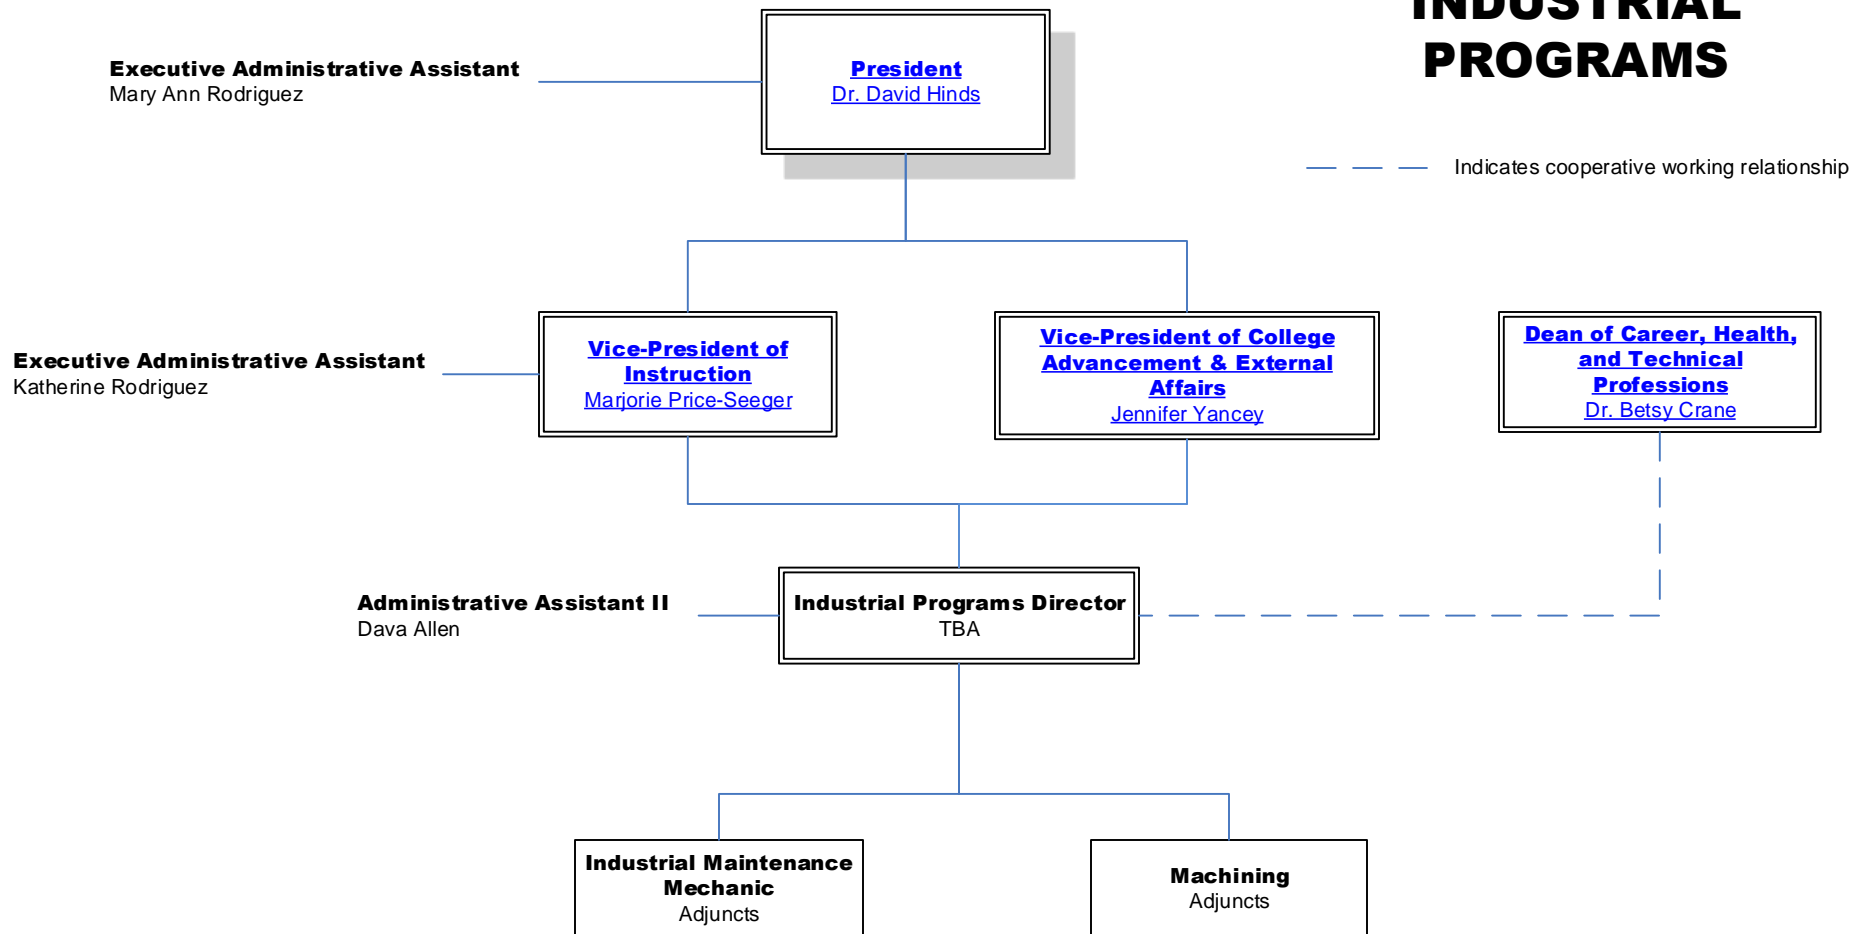 INDUSTRIAL
PROGRAMS
Executive Administrative Assistant
Mary Ann Rodriguez
President
Dr. David Hinds
Indicates cooperative working relationship
Executive Administrative Assistant
Katherine Rodriguez
Vice-President of
Instruction
Marjorie Price-Seeger
Vice-President of College
Advancement & External
Affairs
Jennifer Yancey
Dean of Career, Health,
and Technical
Professions
Dr. Betsy Crane
Administrative Assistant II
Dava Allen
Industrial Programs Director
TBA
Industrial Maintenance
Mechanic
Adjuncts
Machining
Adjuncts